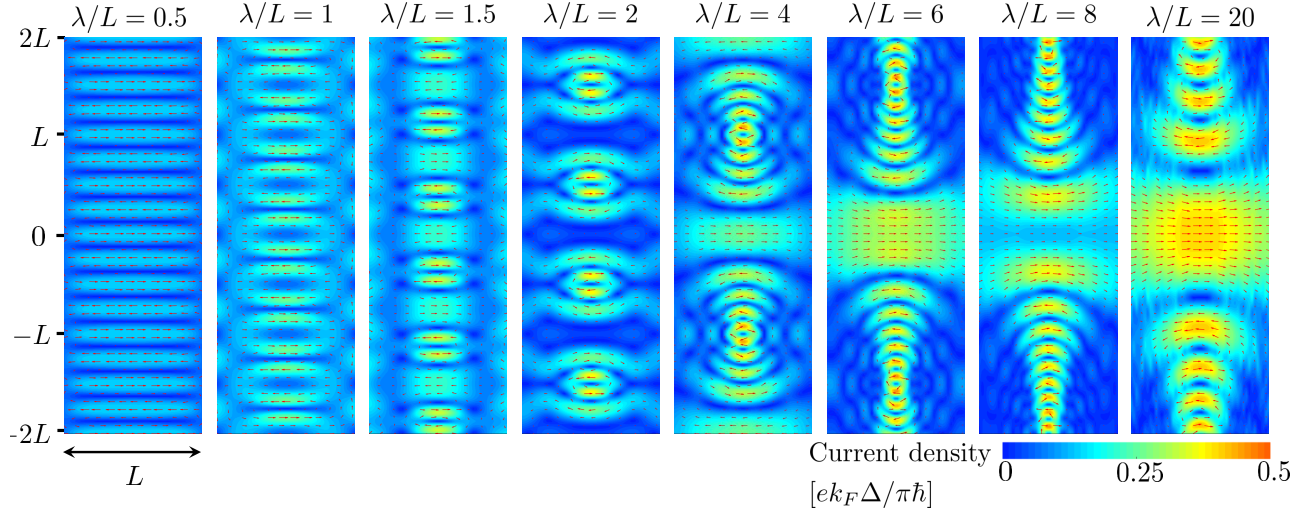 λ/L = 0.5 λ/L = 1 λ/L = 1.5 λ/L = 2 λ/L = 4 λ/L = 6 λ/L = 8 λ/L = 20
2L
L
0
−L
-2L
L
Current density
[ek_FΔ/πℏ]
0 0.25 0.5